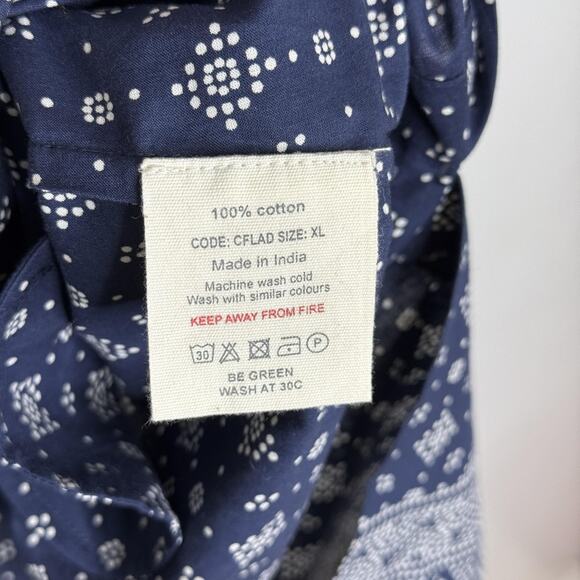 100% cotton
CODE: CFLAD SIZE: XL
Made in India
Machine wash cold
Wash with similar colours
KEEP AWAY FROM FIRE
30 P
BE GREEN
WASH AT 30C